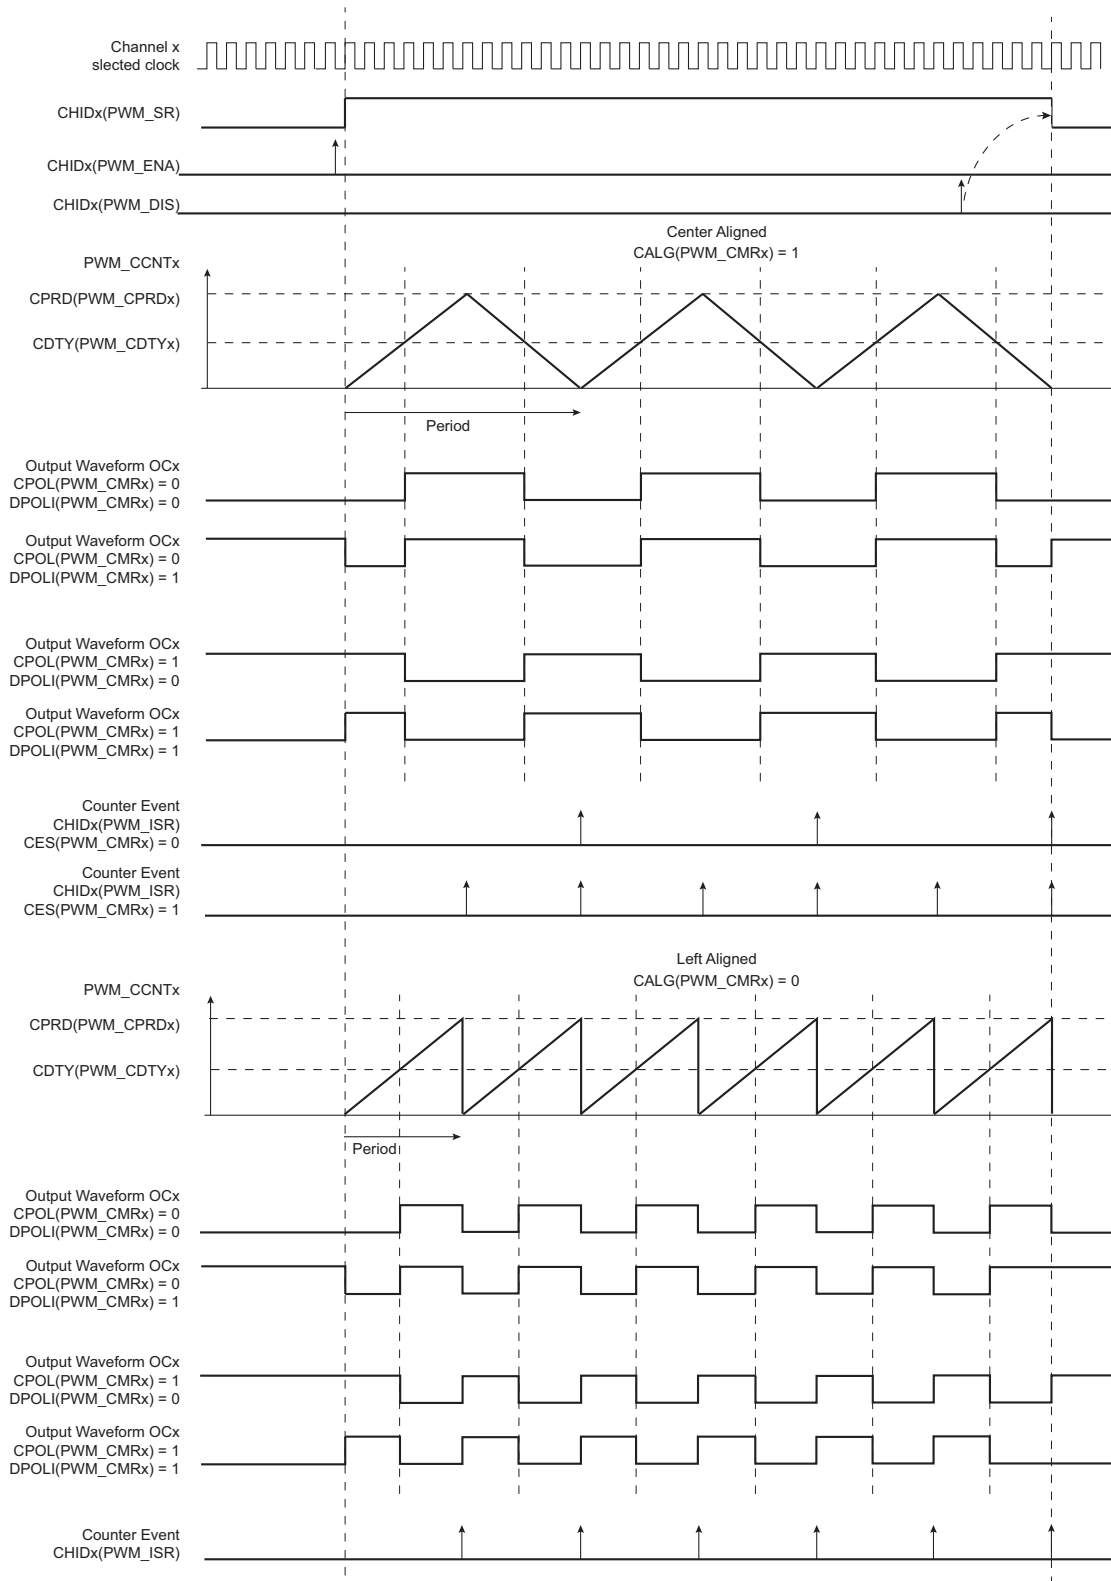 Channel x
slected clock
CHIDx(PWM_SR)
CHIDx(PWM_ENA)
CHIDx(PWM_DIS)
Center Aligned
CALG(PWM_CMRx) = 1
PWM_CCNTx
CPRD(PWM_CPRDx)
CDTY(PWM_CDTYx)
Period
Output Waveform OCx
CPOL(PWM_CMRx) = 0
DPOLI(PWM_CMRx) = 0
Output Waveform OCx
CPOL(PWM_CMRx) = 0
DPOLI(PWM_CMRx) = 1
Output Waveform OCx
CPOL(PWM_CMRx) = 1
DPOLI(PWM_CMRx) = 0
Output Waveform OCx
CPOL(PWM_CMRx) = 1
DPOLI(PWM_CMRx) = 1
Counter Event
CHIDx(PWM_ISR)
CES(PWM_CMRx) = 0
Counter Event
CHIDx(PWM_ISR)
CES(PWM_CMRx) = 1
Left Aligned
CALG(PWM_CMRx) = 0
PWM_CCNTx
CPRD(PWM_CPRDx)
CDTY(PWM_CDTYx)
Period
Output Waveform OCx
CPOL(PWM_CMRx) = 0
DPOLI(PWM_CMRx) = 0
Output Waveform OCx
CPOL(PWM_CMRx) = 0
DPOLI(PWM_CMRx) = 1
Output Waveform OCx
CPOL(PWM_CMRx) = 1
DPOLI(PWM_CMRx) = 0
Output Waveform OCx
CPOL(PWM_CMRx) = 1
DPOLI(PWM_CMRx) = 1
Counter Event
CHIDx(PWM_ISR)